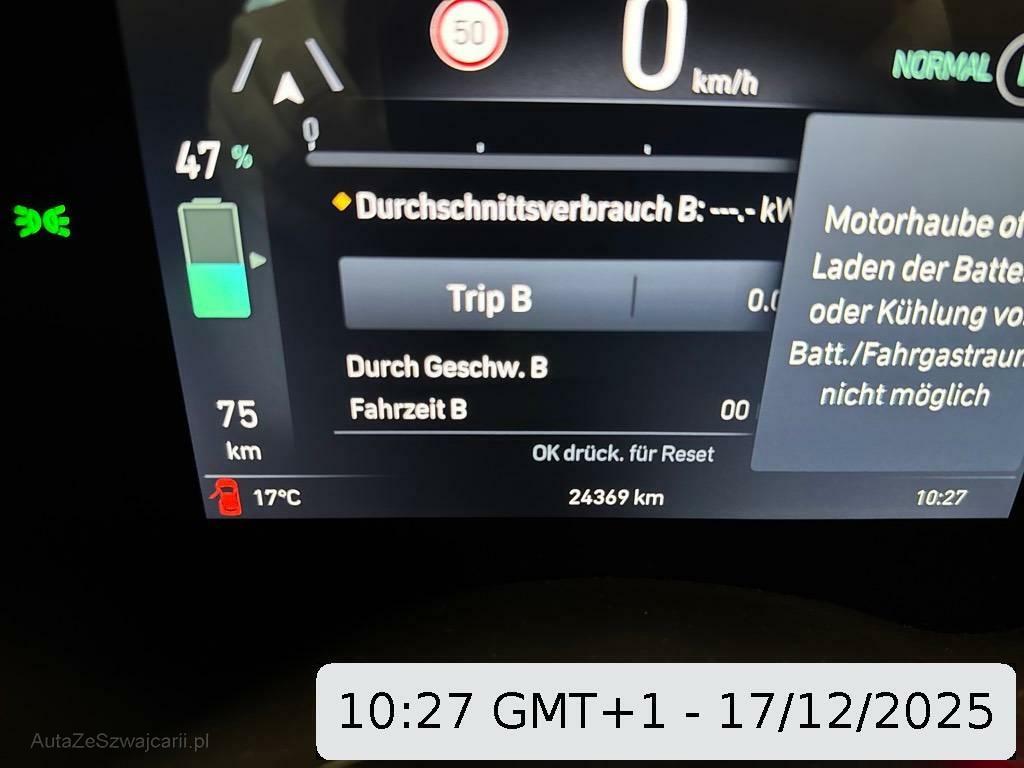 50
0 km/h
NORMAL
0
47 %
Durchschnittsverbrauch B: ---.- kW
Motorhaube of
Laden der Batte
oder Kühlung vo
Batt./Fahrgastraum
nicht möglich
Trip B
0.0
Durch Geschw. B
Fahrzeit B 00
75
km
OK drück. für Reset
17°C 24369 km 10:27
10:27 GMT+1 - 17/12/2025
AutaZeSzwajcarii.pl